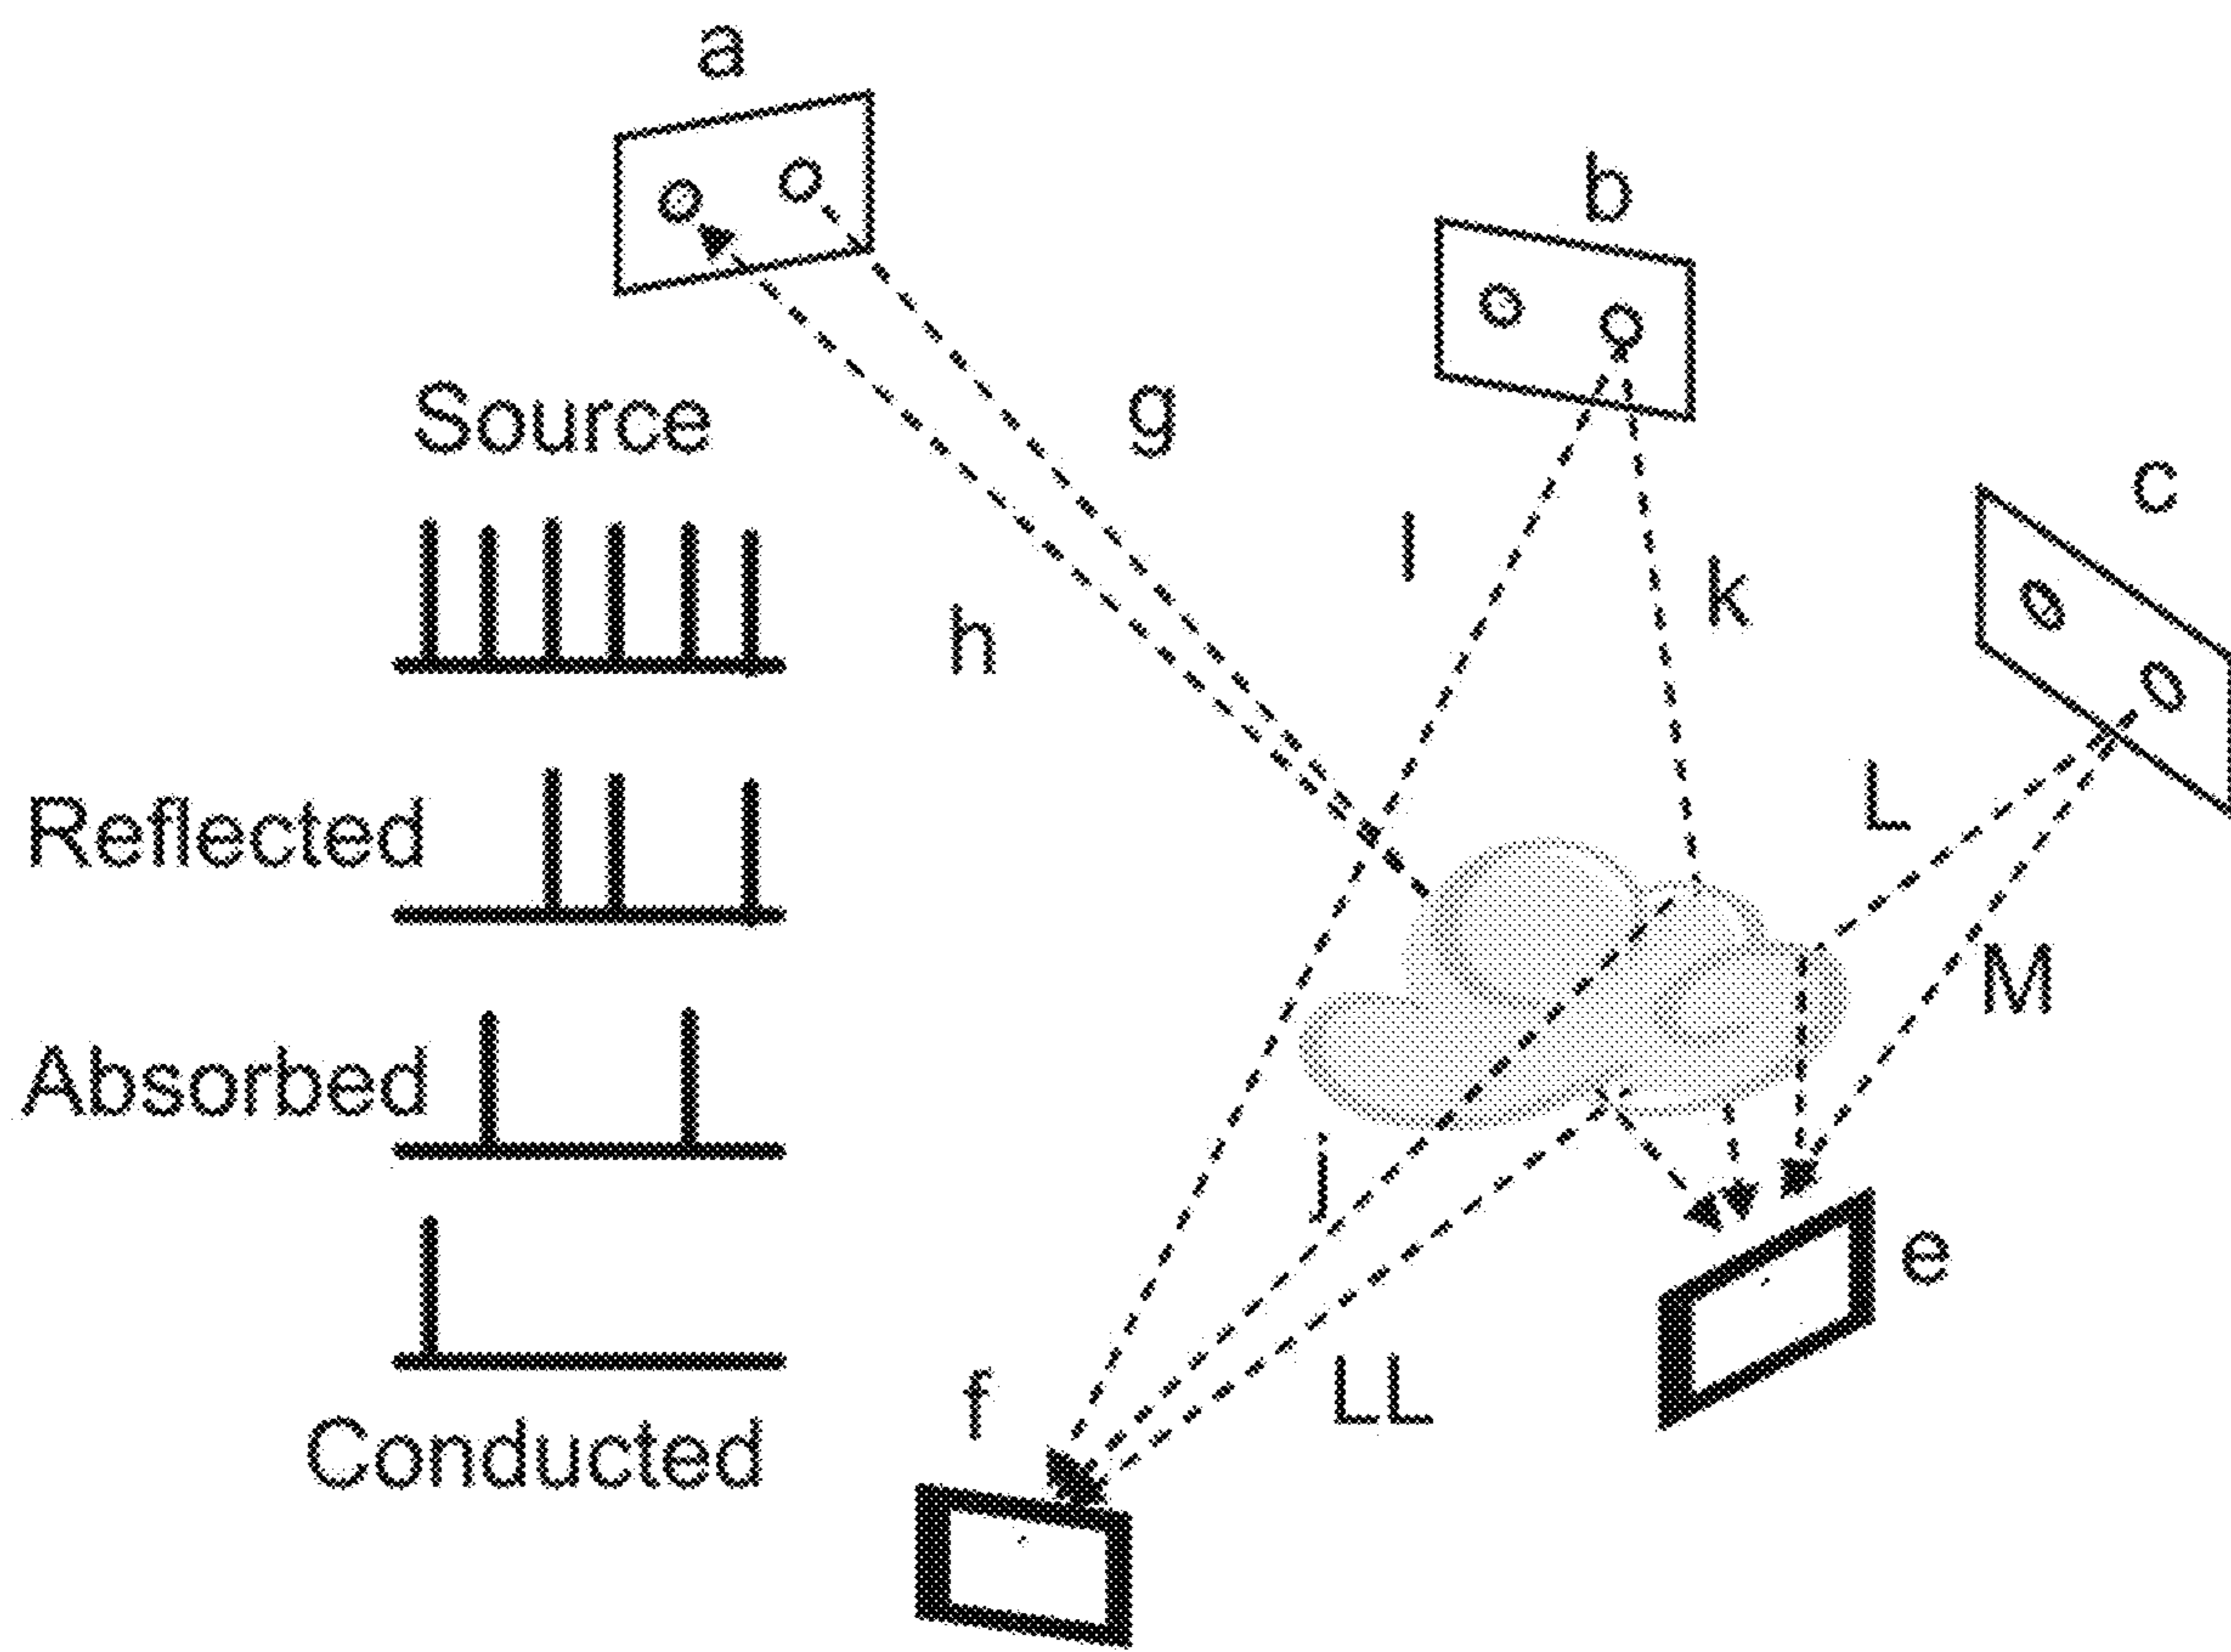 a
b
Source
g
c
l
k
h
Reflected
L
M
Absorbed
j
e
f
LL
Conducted